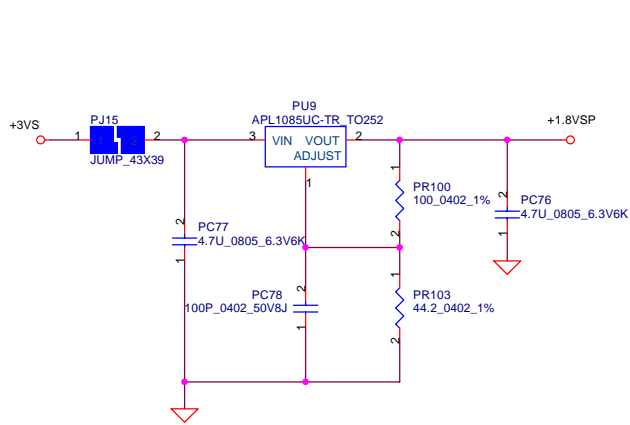 PU9
PJ15
APL1085UC-TR_TO252
+3VS
+1.8VSP
1
1
2
2
3
VIN
VOUT
2
ADJUST
JUMP_43X39
1
1
PR100
100_0402_1%
2
PC76
4.7U_0805_6.3V6K
1
2
PC77
4.7U_0805_6.3V6K
2
1
1
2
PC78
100P_0402_50V8J
1
PR103
44.2_0402_1%
2